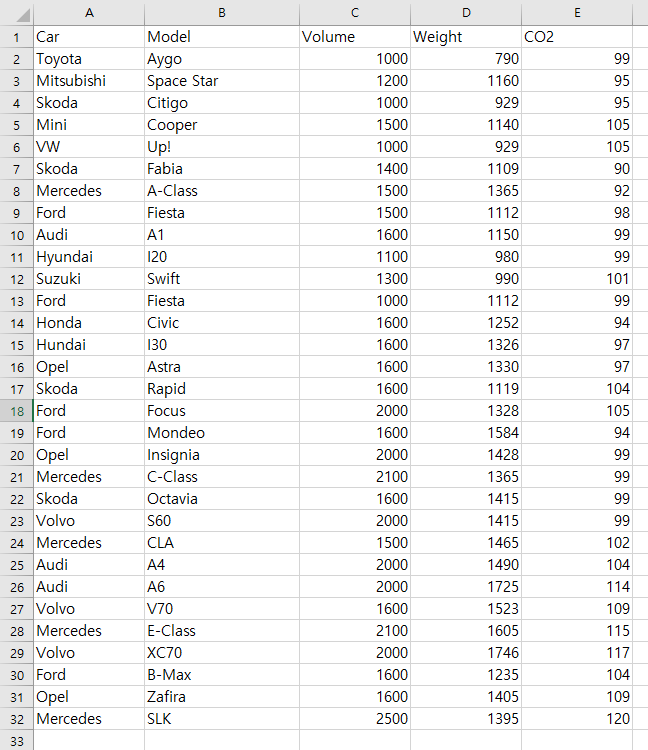 A B C D E
1 Car Model Volume Weight CO2
2 Toyota Aygo 1000 790 99
3 Mitsubishi Space Star 1200 1160 95
4 Skoda Citigo 1000 929 95
5 Mini Cooper 1500 1140 105
6 VW Up! 1000 929 105
7 Skoda Fabia 1400 1109 90
8 Mercedes A-Class 1500 1365 92
9 Ford Fiesta 1500 1112 98
10 Audi A1 1600 1150 99
11 Hyundai I20 1100 980 99
12 Suzuki Swift 1300 990 101
13 Ford Fiesta 1000 1112 99
14 Honda Civic 1600 1252 94
15 Hundai I30 1600 1326 97
16 Opel Astra 1600 1330 97
17 Skoda Rapid 1600 1119 104
18 Ford Focus 2000 1328 105
19 Ford Mondeo 1600 1584 94
20 Opel Insignia 2000 1428 99
21 Mercedes C-Class 2100 1365 99
22 Skoda Octavia 1600 1415 99
23 Volvo S60 2000 1415 99
24 Mercedes CLA 1500 1465 102
25 Audi A4 2000 1490 104
26 Audi A6 2000 1725 114
27 Volvo V70 1600 1523 109
28 Mercedes E-Class 2100 1605 115
29 Volvo XC70 2000 1746 117
30 Ford B-Max 1600 1235 104
31 Opel Zafira 1600 1405 109
32 Mercedes SLK 2500 1395 120
33